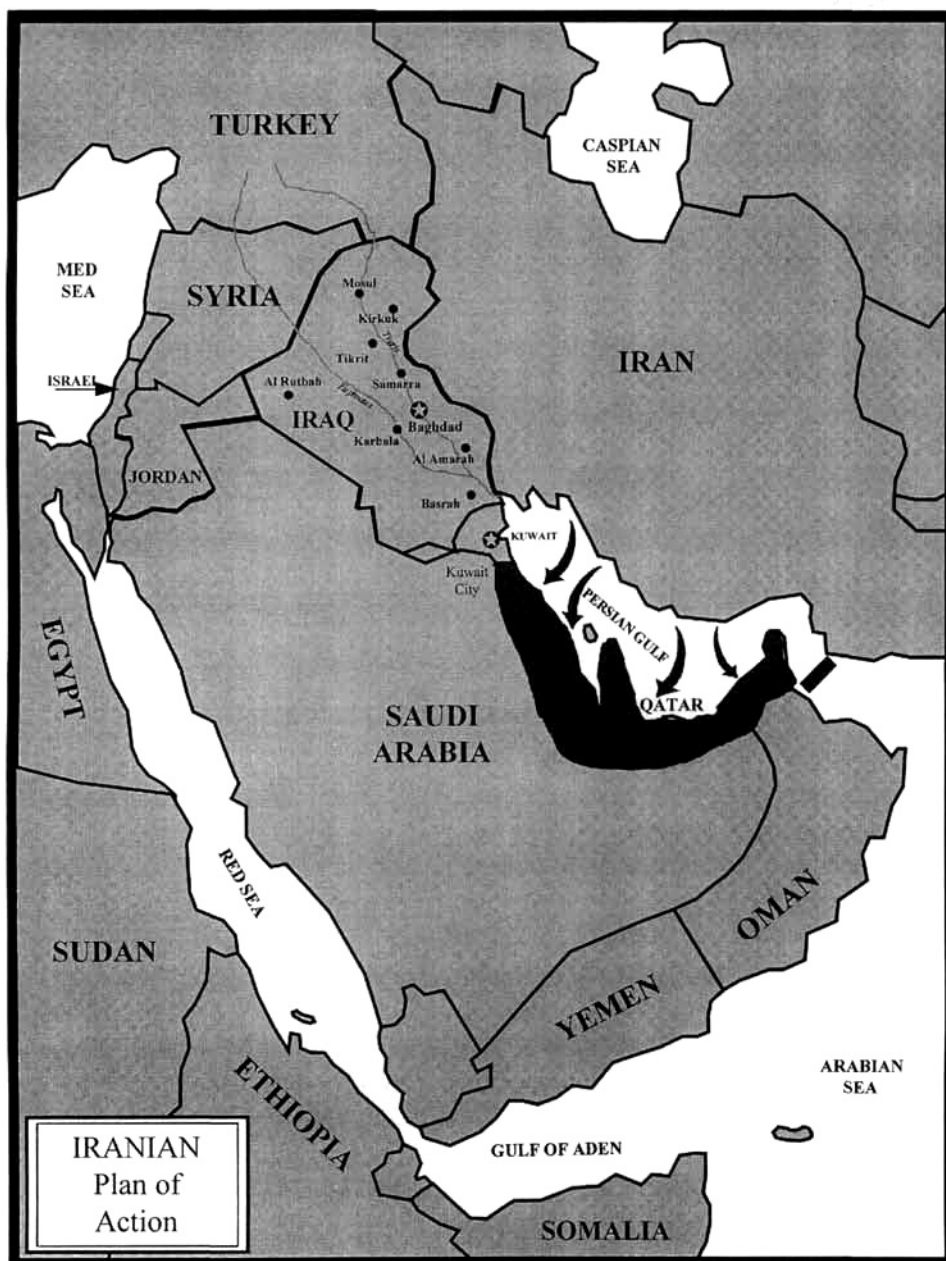 TURKEY
CASPIAN
SEA
MED
SEA
SYRIA
Mosul
Kirkuk
Tikrit
Samarra
IRAN
ISRAEL
Al Rutbah
IRAQ
Baghdad
Karbala
Al Amarah
JORDAN
Basrah
KUWAIT
Kuwait
City
PERSIAN GULF
EGYPT
QATAR
SAUDI
ARABIA
RED SEA
OMAN
SUDAN
YEMEN
ETHIOPIA
ARABIAN
SEA
GULF OF ADEN
SOMALIA
IRANIAN
Plan of
Action